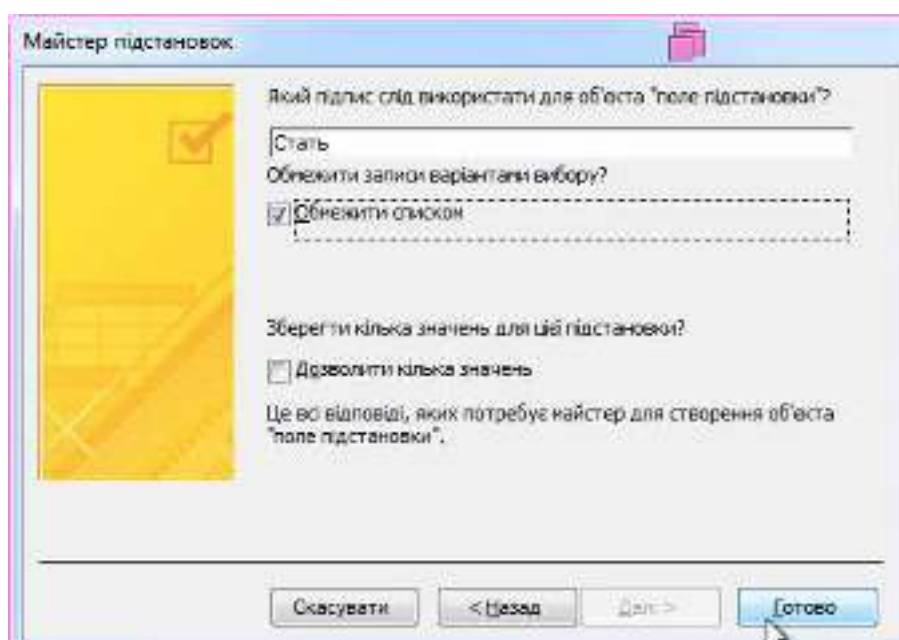 Майстер підстановок
Який підпис слід використати для об'єкта "поле підстановки"?
Стать
Обмежити записи варіантами вибору?
Обмежити списком
Зберегти кілька значень для цієї підстановки?
Дозволити кілька значень
Це всі відповіді, яких потребує майстер для створення об'єкта
"поле підстановки".
Скасувати
< Назад
Далі >
Готово